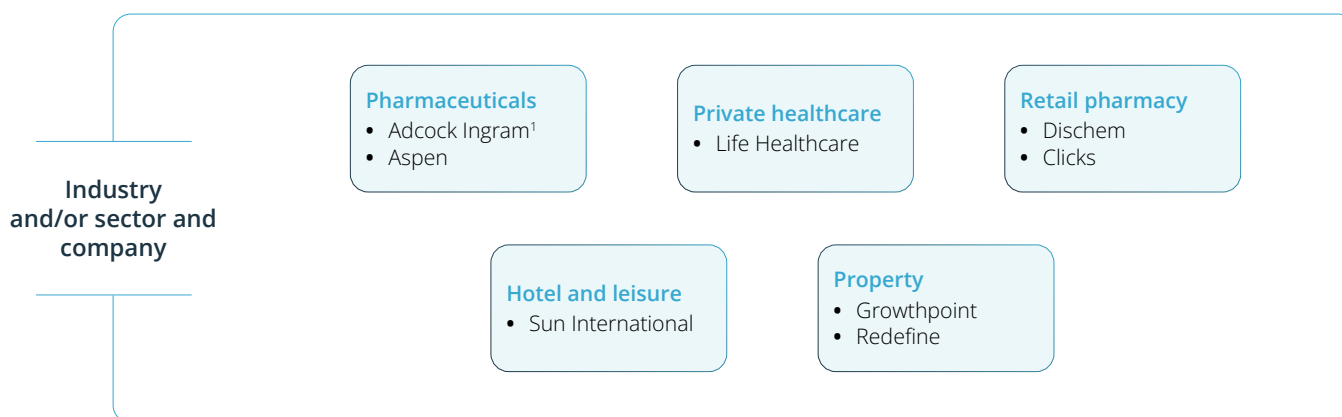 Industry
and/or sector and
company
Pharmaceuticals
• Adcock Ingram¹
• Aspen
Private healthcare
• Life Healthcare
Retail pharmacy
• Dischem
• Clicks
Hotel and leisure
• Sun International
Property
• Growthpoint
• Redefine